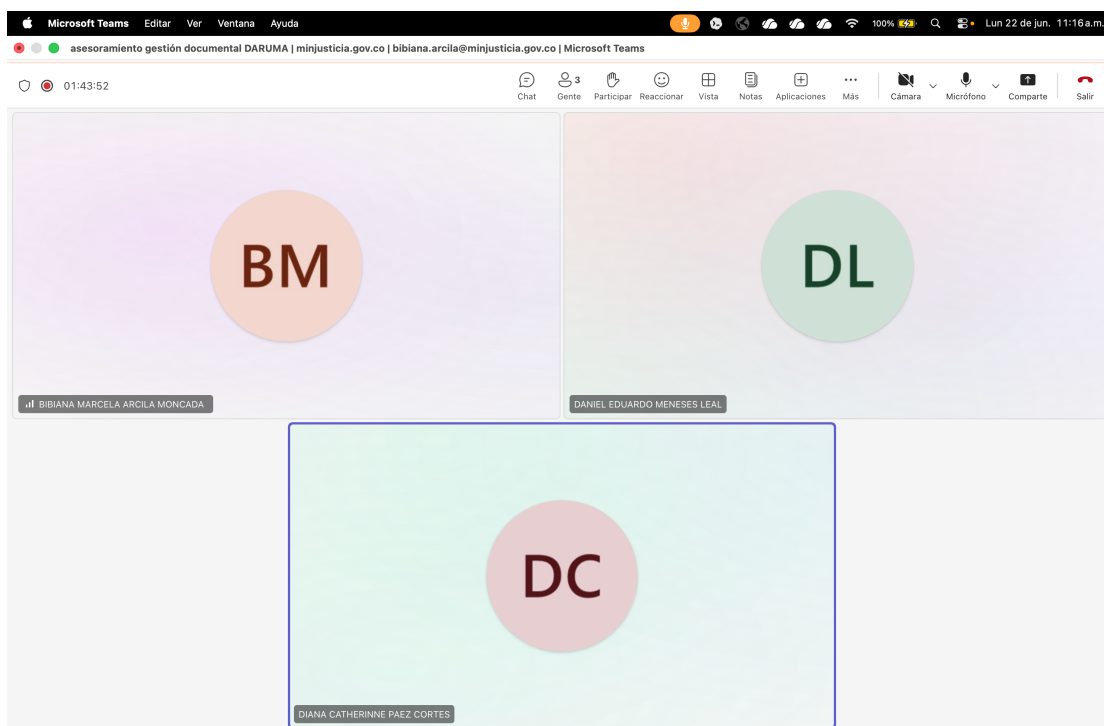 Microsoft Teams Editar Ver Ventana Ayuda 100% Lun 22 de jun. 11:16 a.m.
asesoramiento gestión documental DARUMA | minjusticia.gov.co | bibiana.arcila@minjusticia.gov.co | Microsoft Teams
01:43:52 3
Chat Gente Participar Reaccionar Vista Notas Aplicaciones Más Cámara Micrófono Comparte Salir
BM
DL
BIBIANA MARCELA ARCILA MONCADA
DANIEL EDUARDO MENESES LEAL
DC
DIANA CATHERINNE PAEZ CORTES